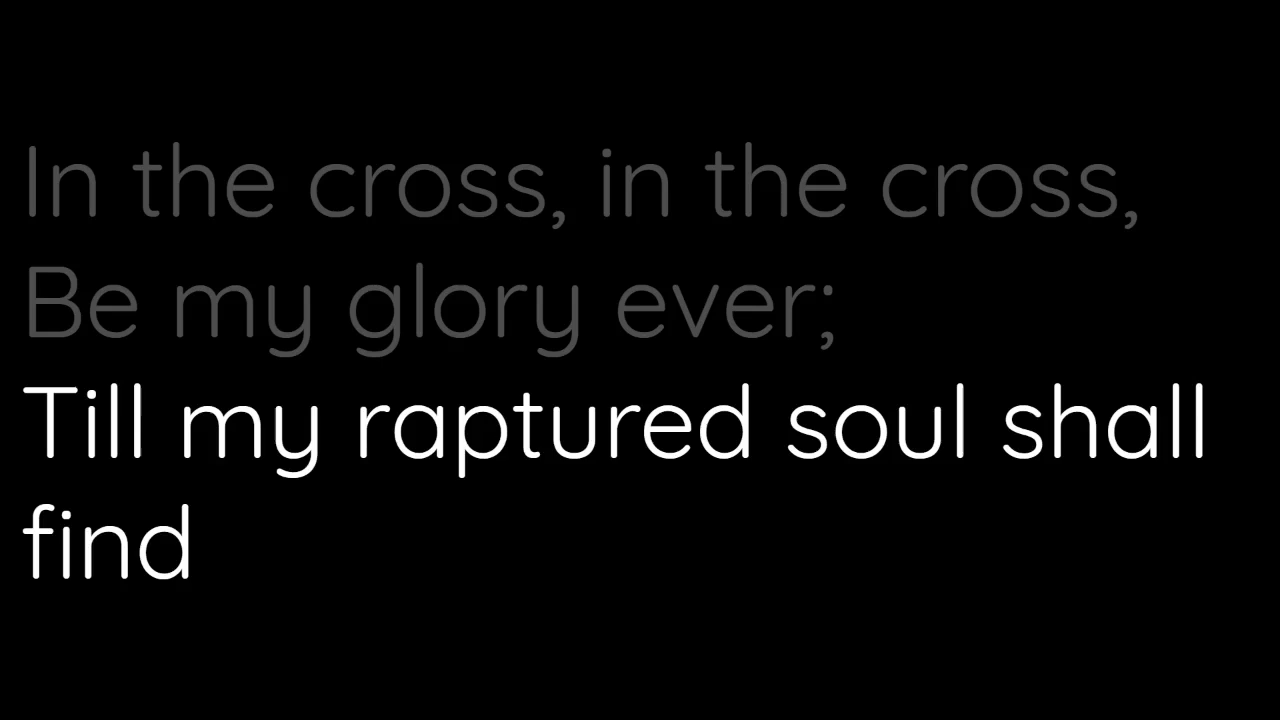 In the cross, in the cross,
Be my glory ever;
Till my raptured soul shall
find